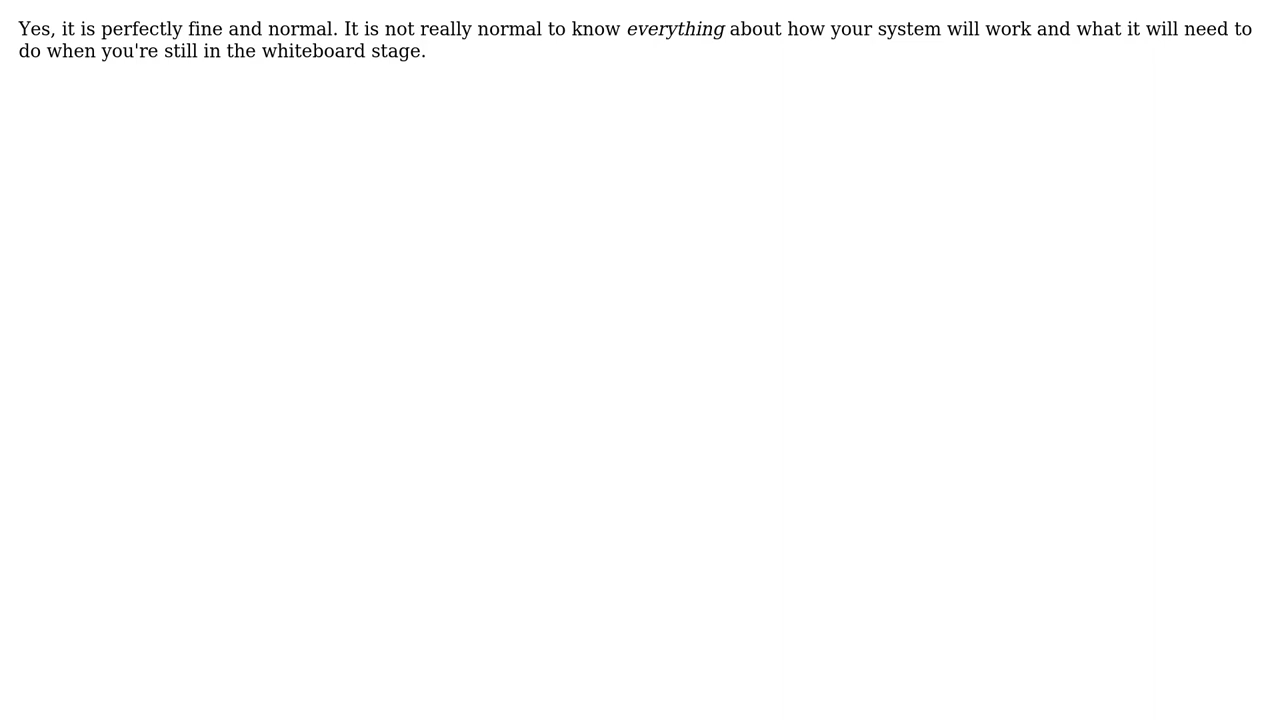 Yes, it is perfectly fine and normal. It is not really normal to know everything about how your system will work and what it will need to
do when you're still in the whiteboard stage.